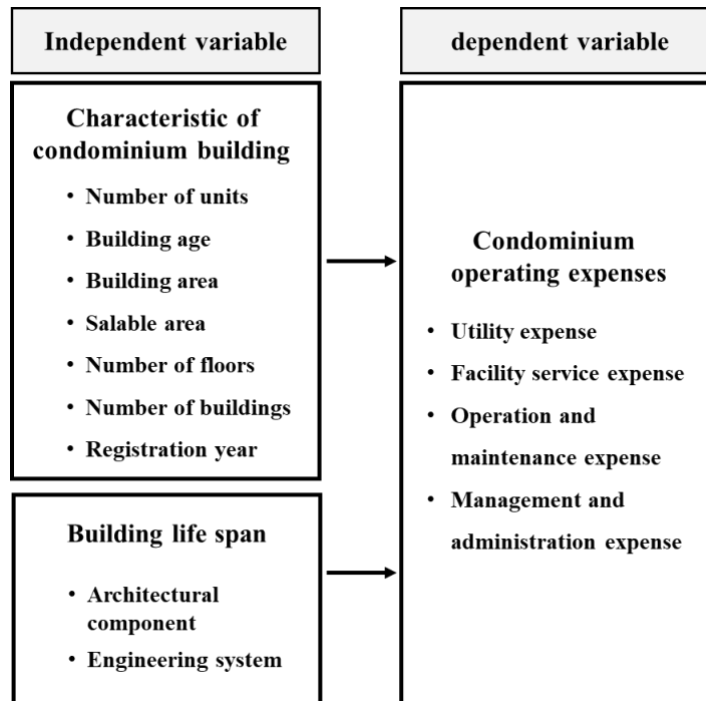 Independent variable
dependent variable
Characteristic of
condominium building
• Number of units
• Building age
• Building area
• Salable area
• Number of floors
• Number of buildings
• Registration year
Building life span
• Architectural
component
• Engineering system
Condominium
operating expenses
• Utility expense
• Facility service expense
• Operation and
maintenance expense
• Management and
administration expense